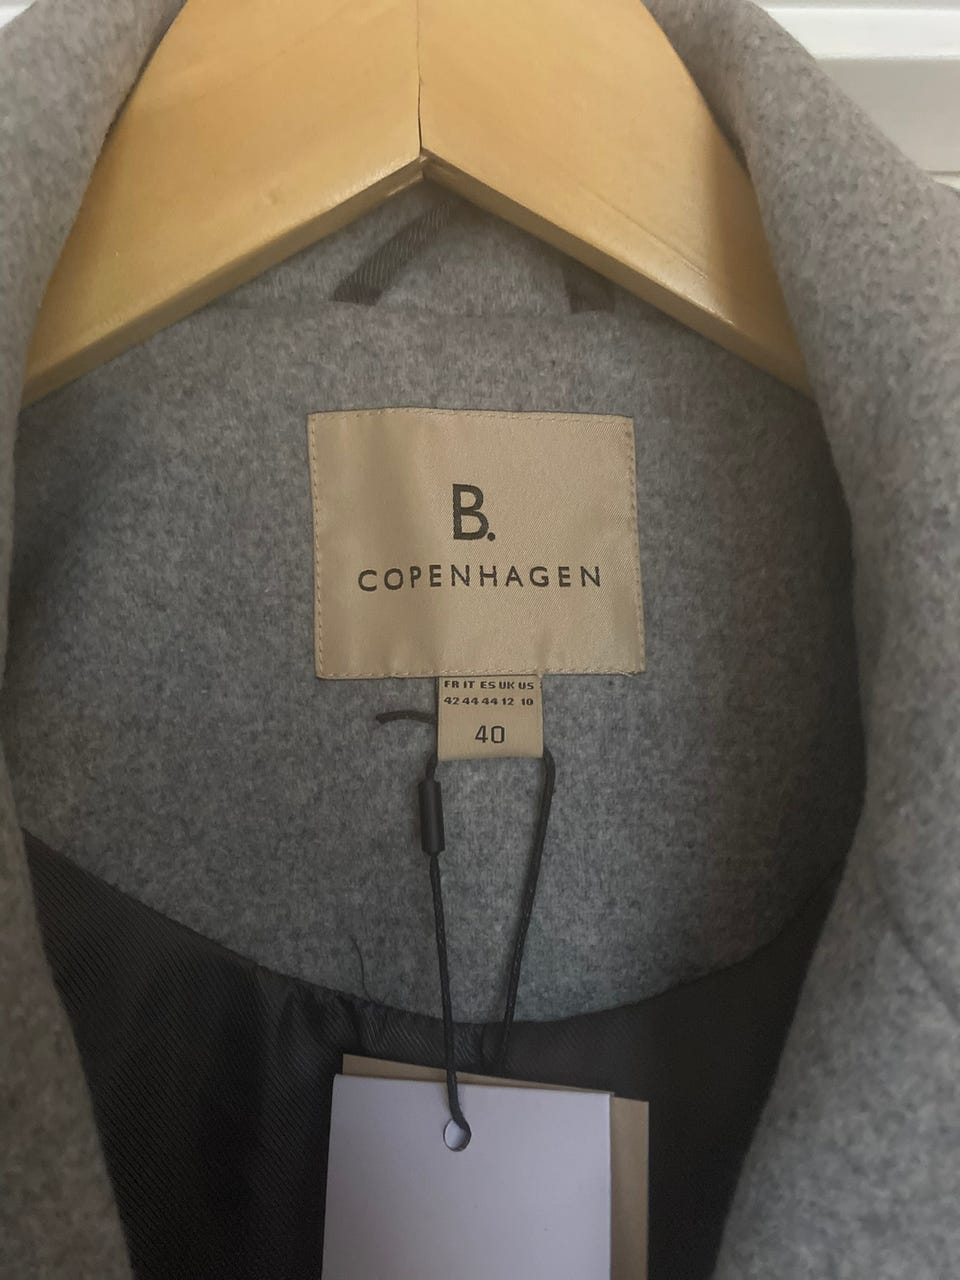 B.
COPENHAGEN
FR IT ES UK US
42 44 44 12 10
40